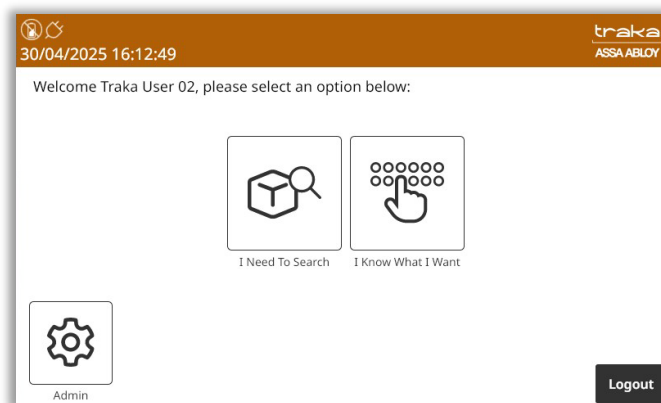 traka
30/04/2025 16:12:49
ASSA ABLOY
Welcome Traka User 02, please select an option below:
I Need To Search
I Know What I Want
Admin
Logout